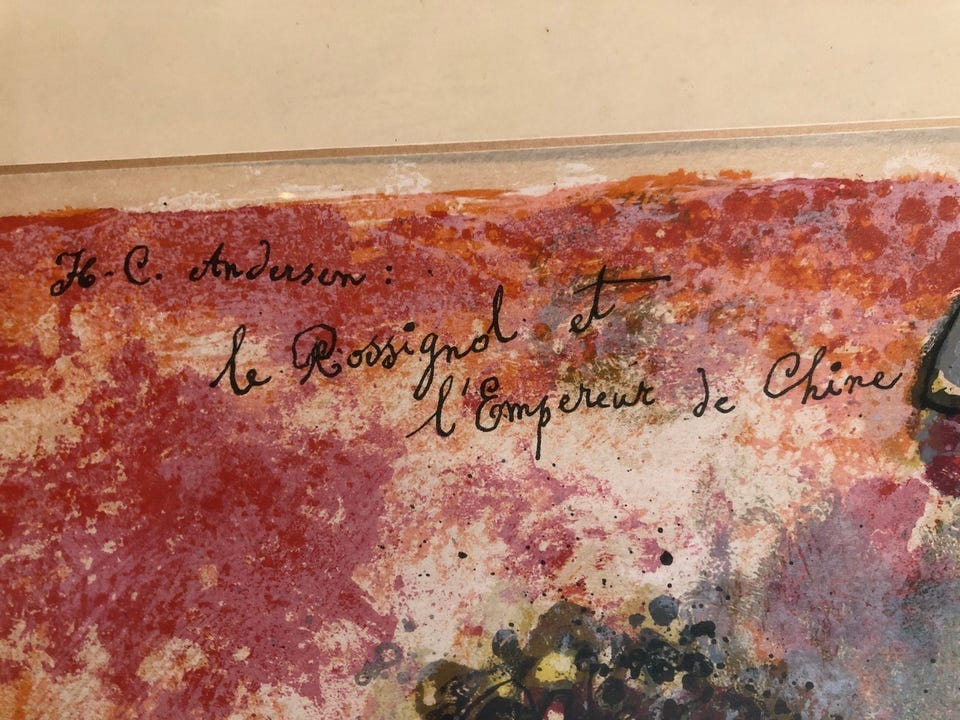 H. C. Andersen :
le Rossignol et
l'Empereur de Chine